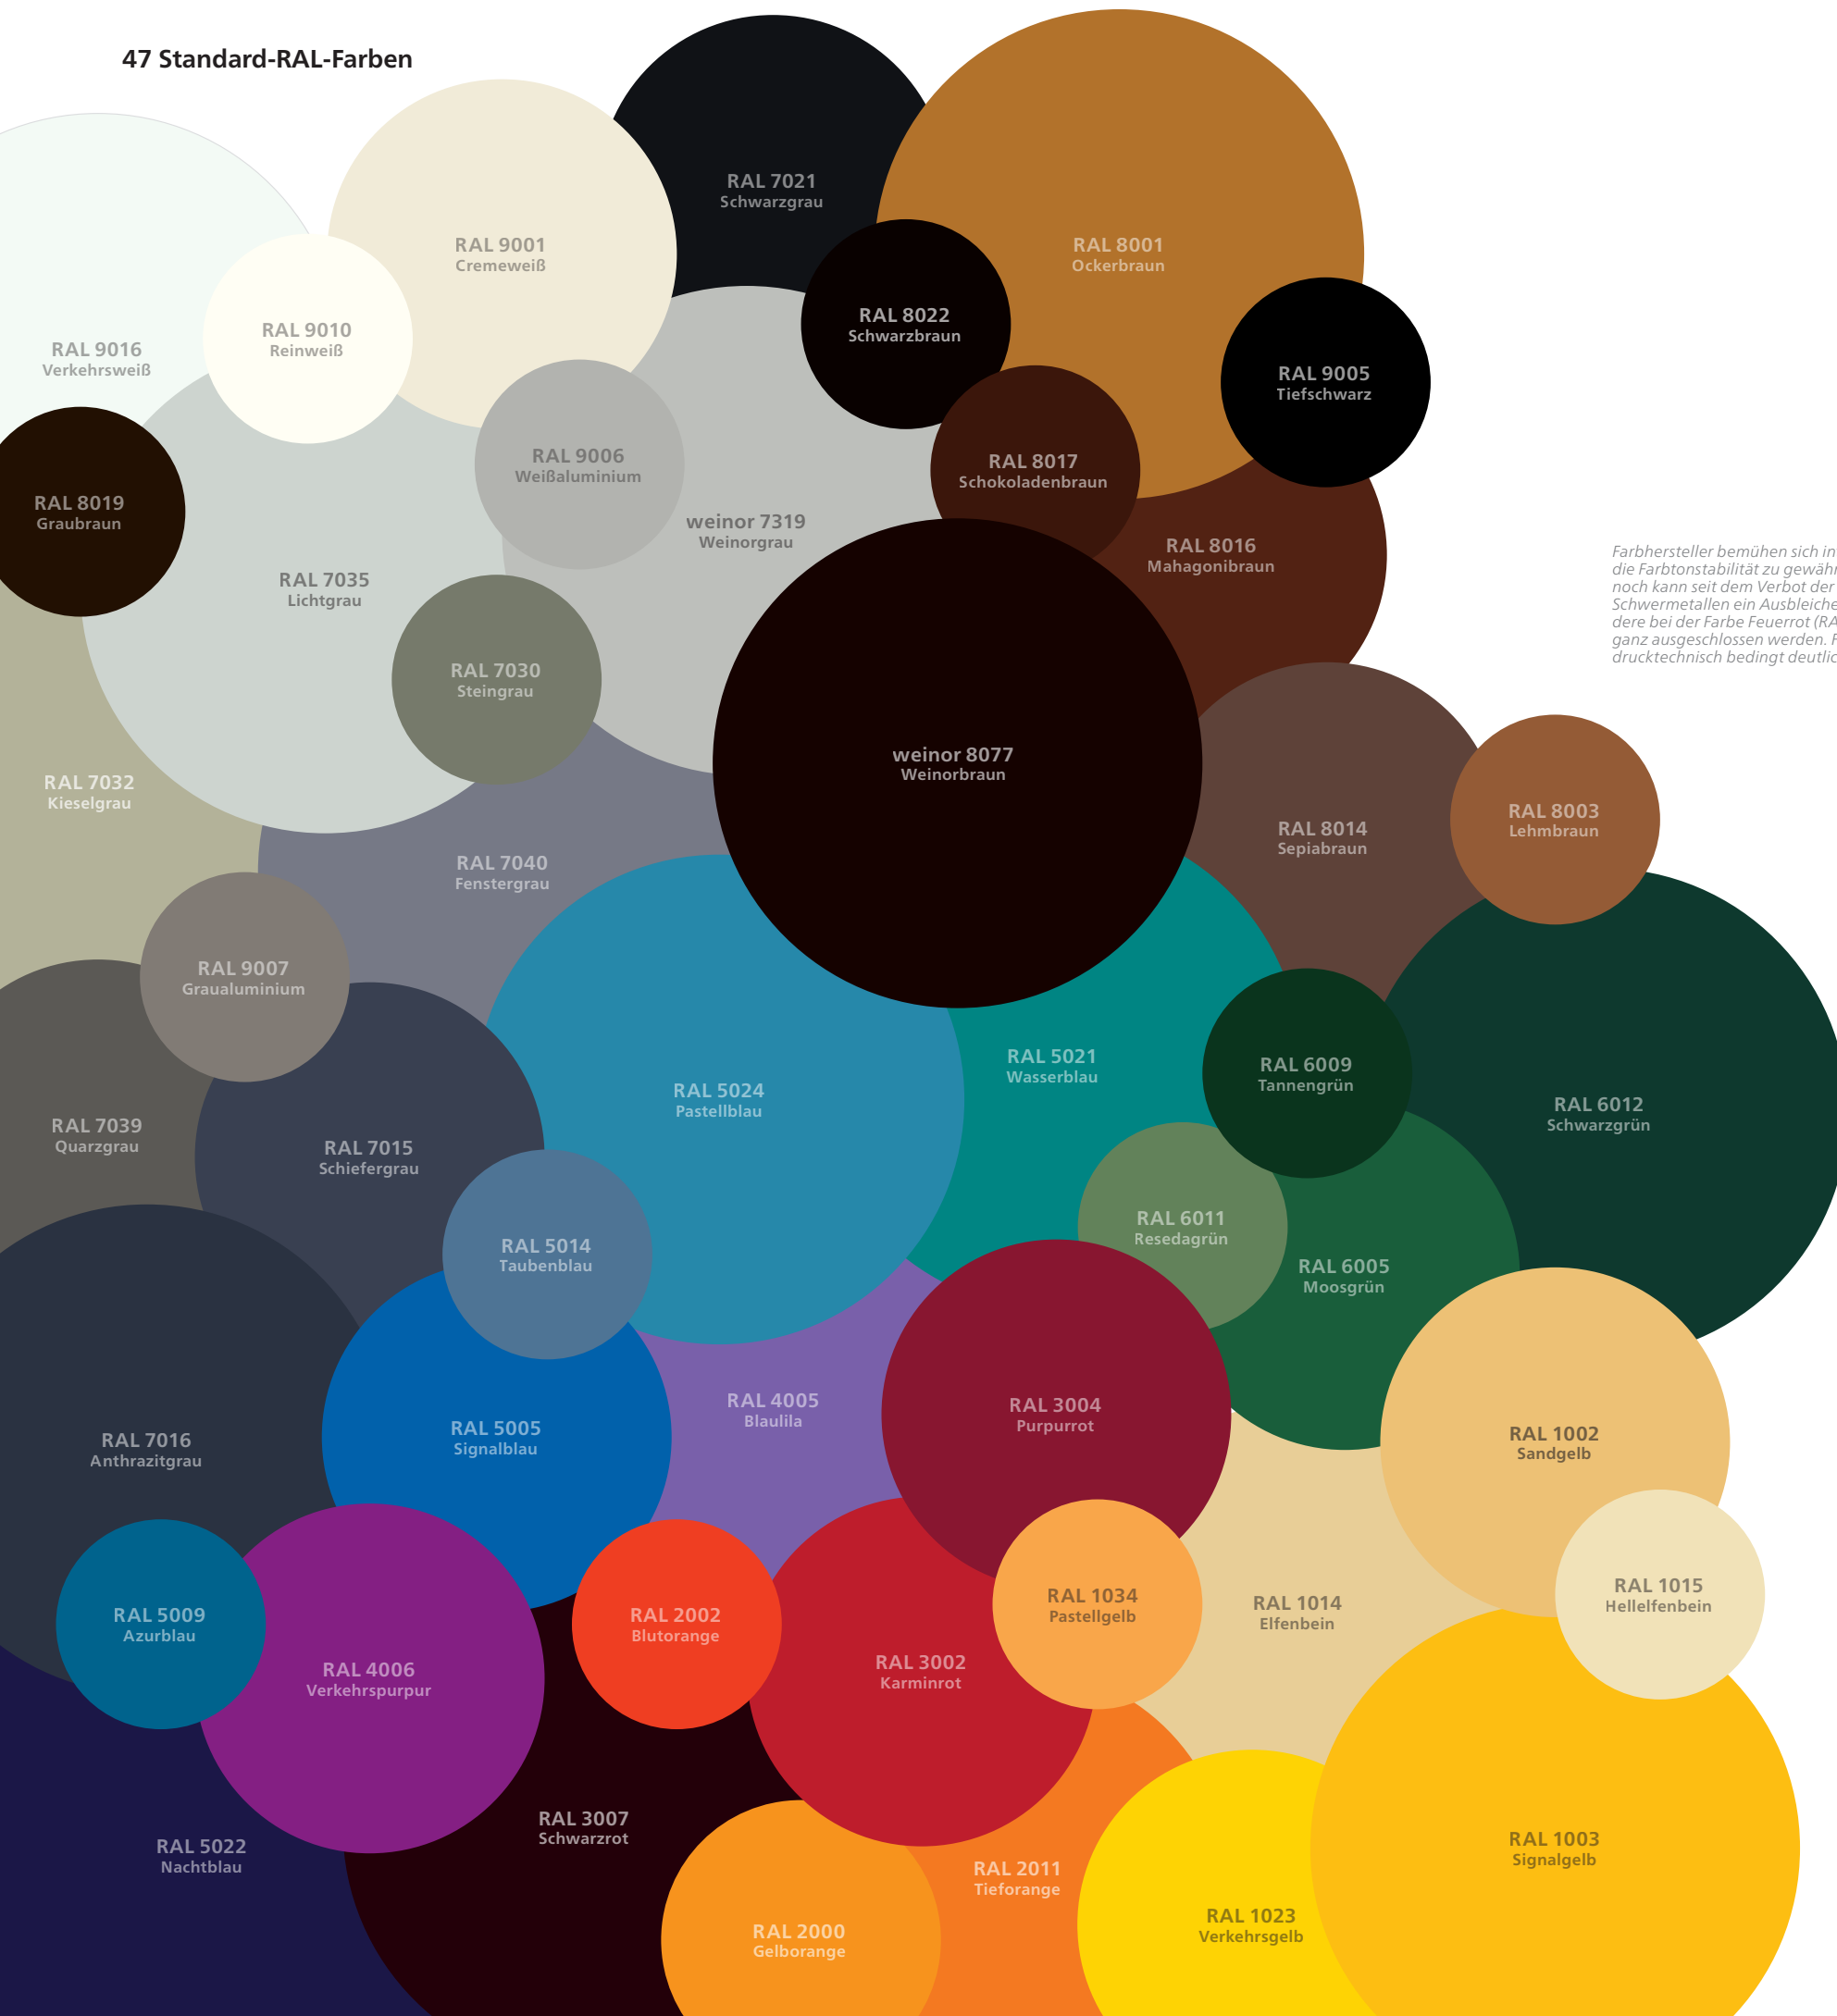 47 Standard-RAL-Farben
RAL 7021
Schwarzgrau
RAL 9001
Cremeweiß
RAL 8001
Ockerbraun
RAL 8022
Schwarzbraun
RAL 9010
Reinweiß
RAL 9016
Verkehrsweiß
RAL 9005
Tiefschwarz
RAL 9006
Weißaluminium
RAL 8017
Schokoladenbraun
RAL 8019
Graubraun
weinor 7319
Weinorgrau
RAL 8016
Mahagonibraun
Farbhersteller bemühen sich in
die Farbtonstabilität zu gewähr
noch kann seit dem Verbot der
Schwermetallen ein Ausbleiche
dere bei der Farbe Feuerrot (RA
ganz ausgeschlossen werden. F
drucktechnisch bedingt deutlic
RAL 7035
Lichtgrau
RAL 7030
Steingrau
weinor 8077
Weinorbraun
RAL 7032
Kieselgrau
RAL 8003
Lehmbraun
RAL 8014
Sepiabraun
RAL 7040
Fenstergrau
RAL 9007
Graualuminium
RAL 5021
Wasserblau
RAL 6009
Tannengrün
RAL 5024
Pastellblau
RAL 6012
Schwarzgrün
RAL 7039
Quarzgrau
RAL 7015
Schiefergrau
RAL 6011
Resedagrün
RAL 5014
Taubenblau
RAL 6005
Moosgrün
RAL 4005
Blaulila
RAL 3004
Purpurrot
RAL 5005
Signalblau
RAL 1002
Sandgelb
RAL 7016
Anthrazitgrau
RAL 1015
Hellelfenbein
RAL 1034
Pastellgelb
RAL 1014
Elfenbein
RAL 5009
Azurblau
RAL 2002
Blutorange
RAL 3002
Karminrot
RAL 4006
Verkehrspurpur
RAL 3007
Schwarzrot
RAL 1003
Signalgelb
RAL 5022
Nachtblau
RAL 2011
Tieforange
RAL 1023
Verkehrsgelb
RAL 2000
Gelborange